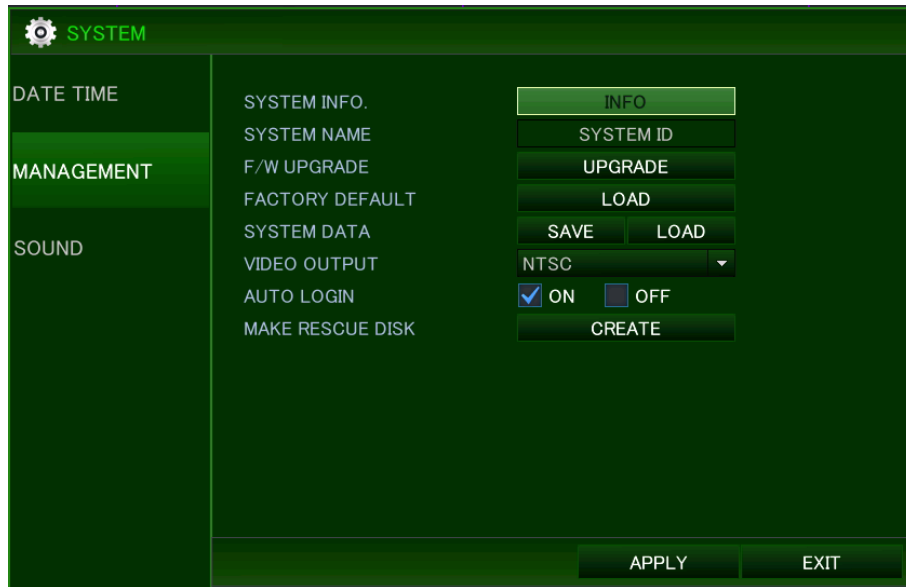 SYSTEM
DATE TIME
MANAGEMENT
SOUND
SYSTEM INFO. INFO
SYSTEM NAME SYSTEM ID
F/W UPGRADE UPGRADE
FACTORY DEFAULT LOAD
SYSTEM DATA SAVE LOAD
VIDEO OUTPUT NTSC
AUTO LOGIN ON OFF
MAKE RESCUE DISK CREATE
APPLY EXIT